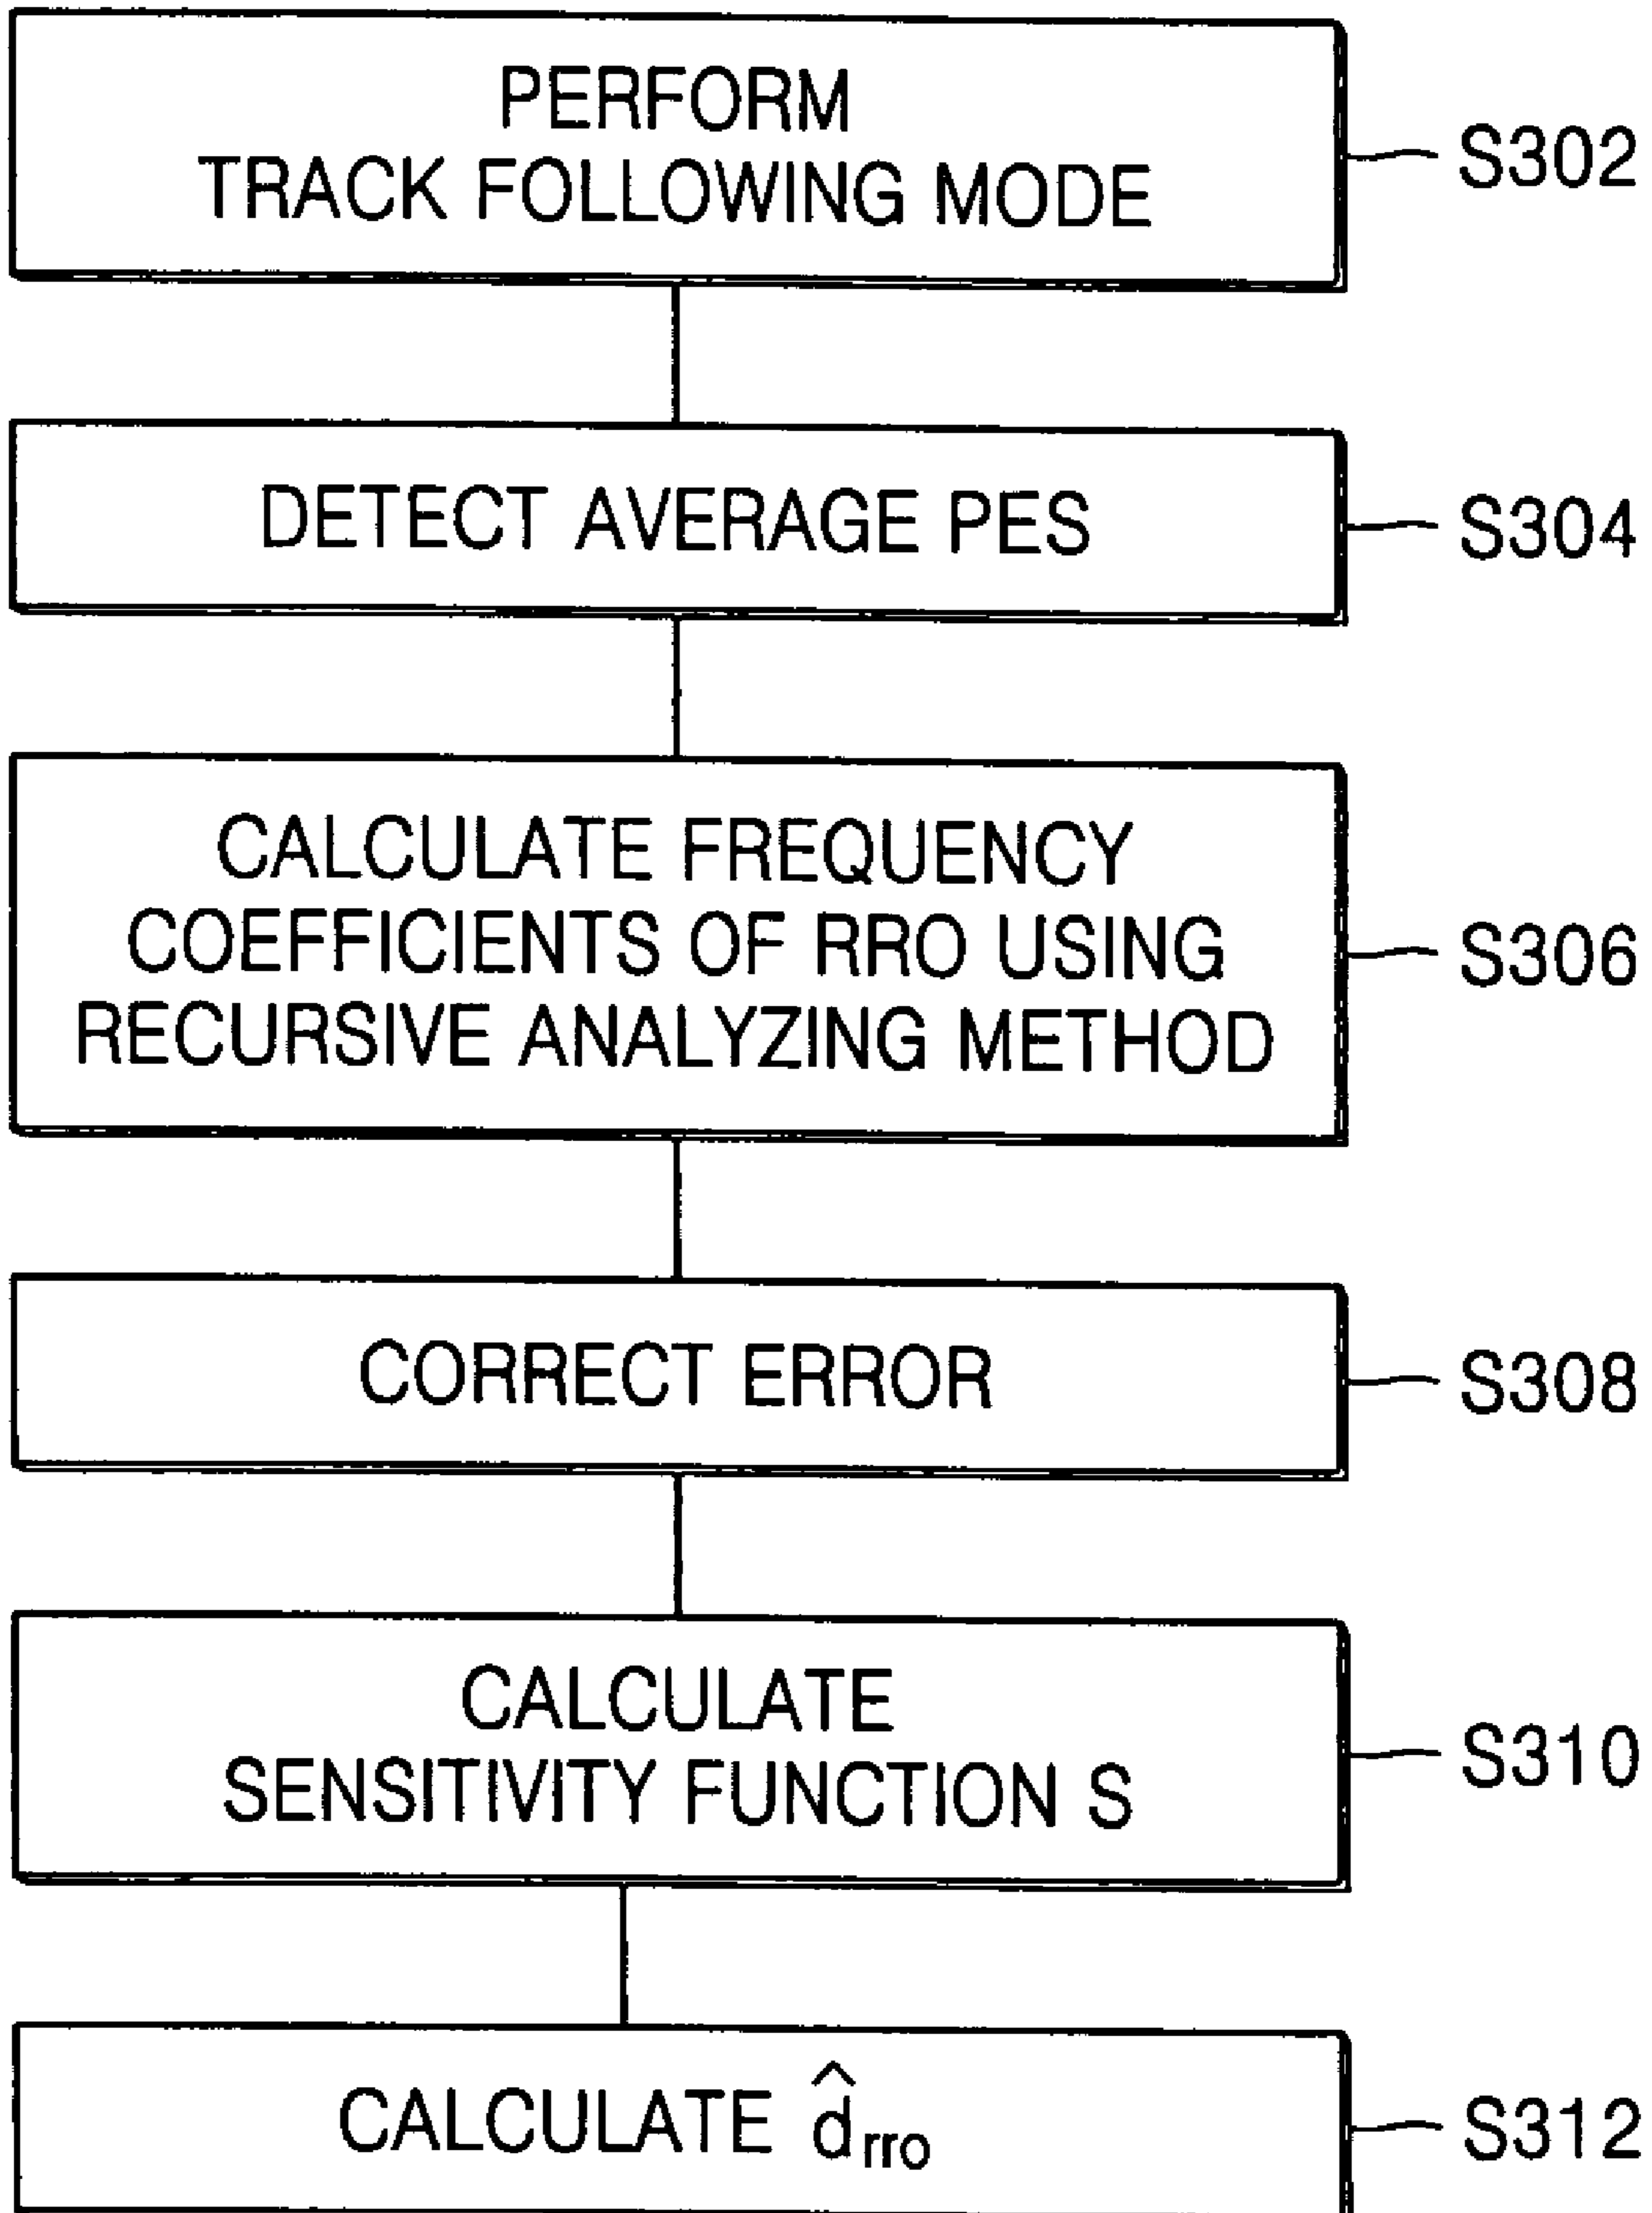 PERFORM
TRACK FOLLOWING MODE
S302
DETECT AVERAGE PES
S304
CALCULATE FREQUENCY
COEFFICIENTS OF RRO USING
RECURSIVE ANALYZING METHOD
S306
CORRECT ERROR
S308
CALCULATE
SENSITIVITY FUNCTION S
S310
CALCULATE d̂rro
S312